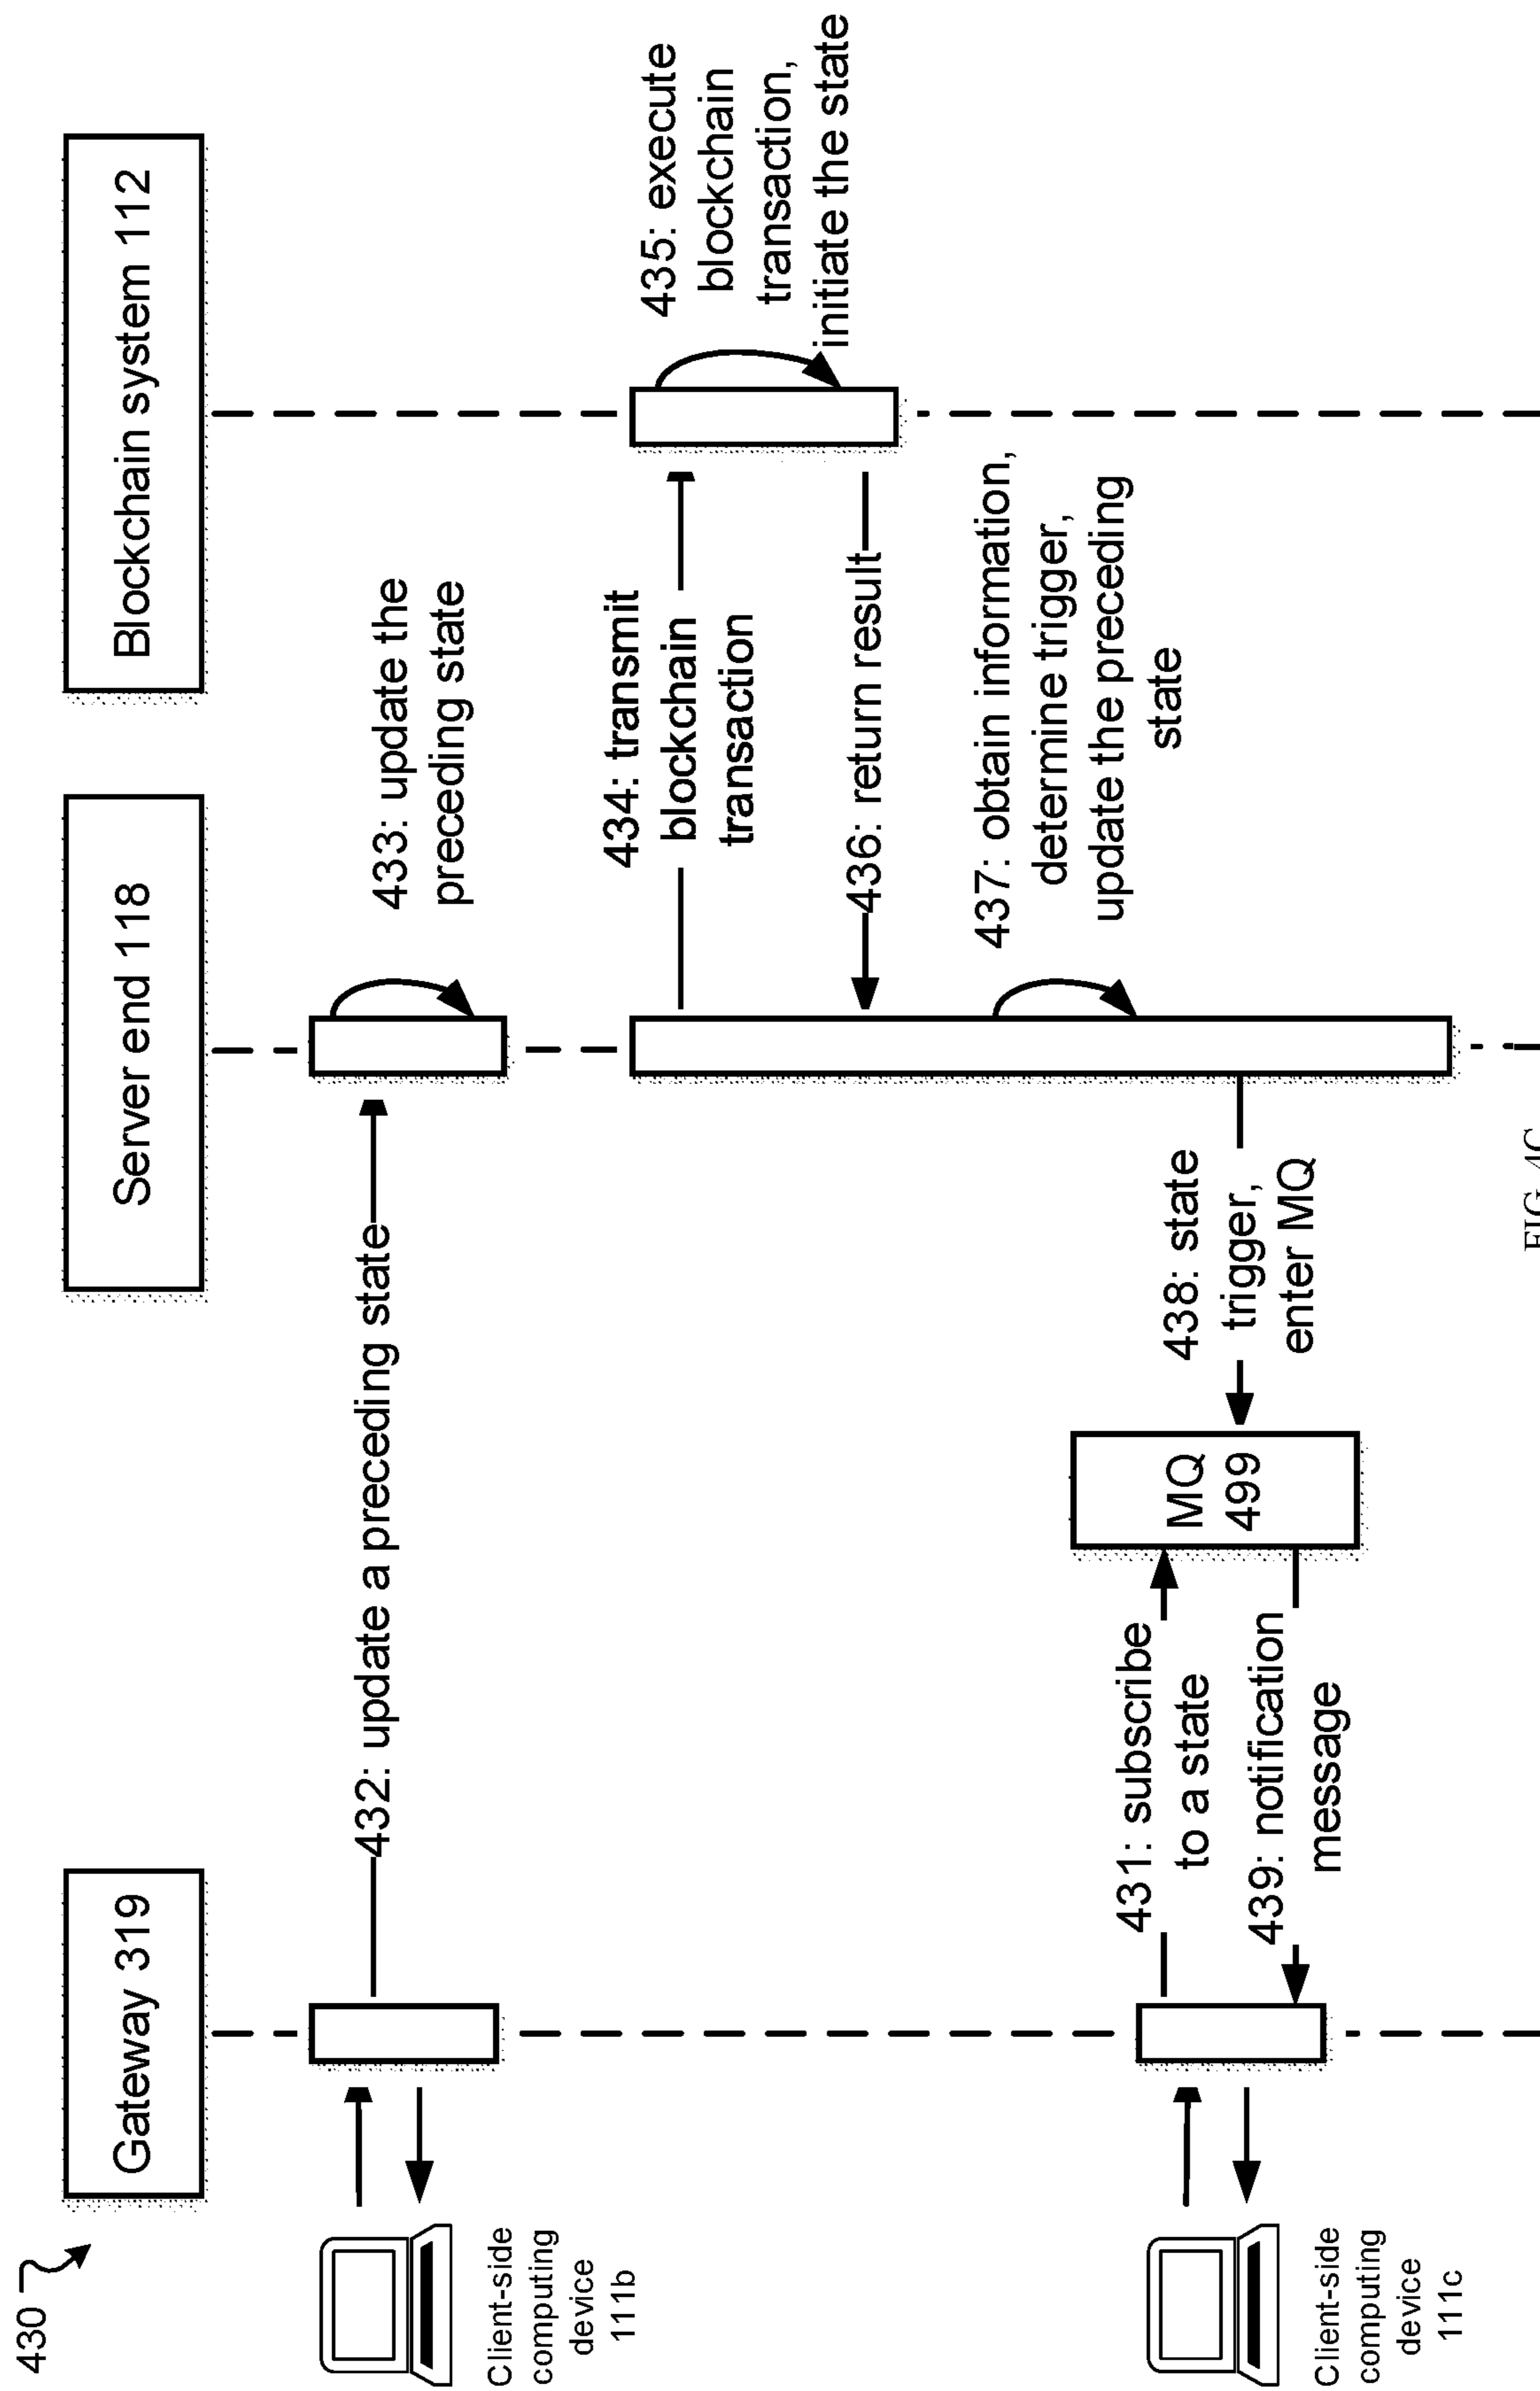 430
Gateway 319
Server end 118
Blockchain system 112
Client-side
computing
device
111b
432: update a preceding state
433: update the
preceding state
434: transmit
blockchain
transaction
435: execute
blockchain
transaction,
initiate the state
436: return result
437: obtain information,
determine trigger,
update the preceding
state
Client-side
computing
device
111c
431: subscribe
to a state
439: notification
message
MQ
499
438: state
trigger,
enter MQ
FIG. 4C